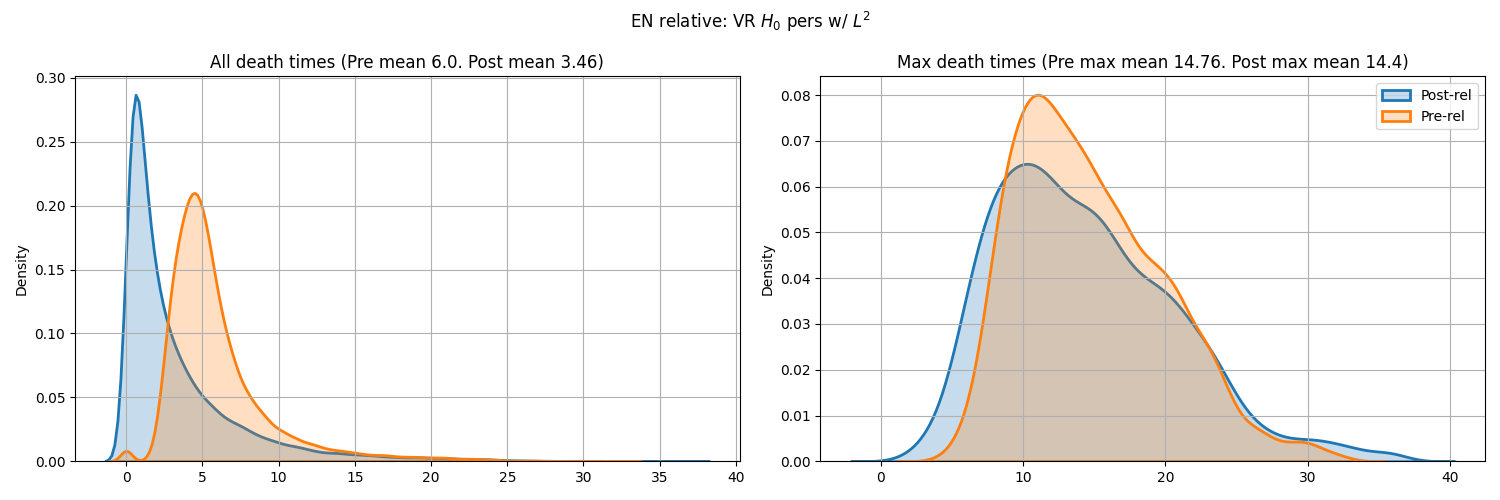 EN relative: VR $H_0$ pers w/ $L^2$
All death times (Pre mean 6.0. Post mean 3.46)
Density
0.30
0.25
0.20
0.15
0.10
0.05
0.00
0 5 10 15 20 25 30 35 40
Max death times (Pre max mean 14.76. Post max mean 14.4)
Post-rel
Pre-rel
Density
0.08
0.07
0.06
0.05
0.04
0.03
0.02
0.01
0.00
0 10 20 30 40